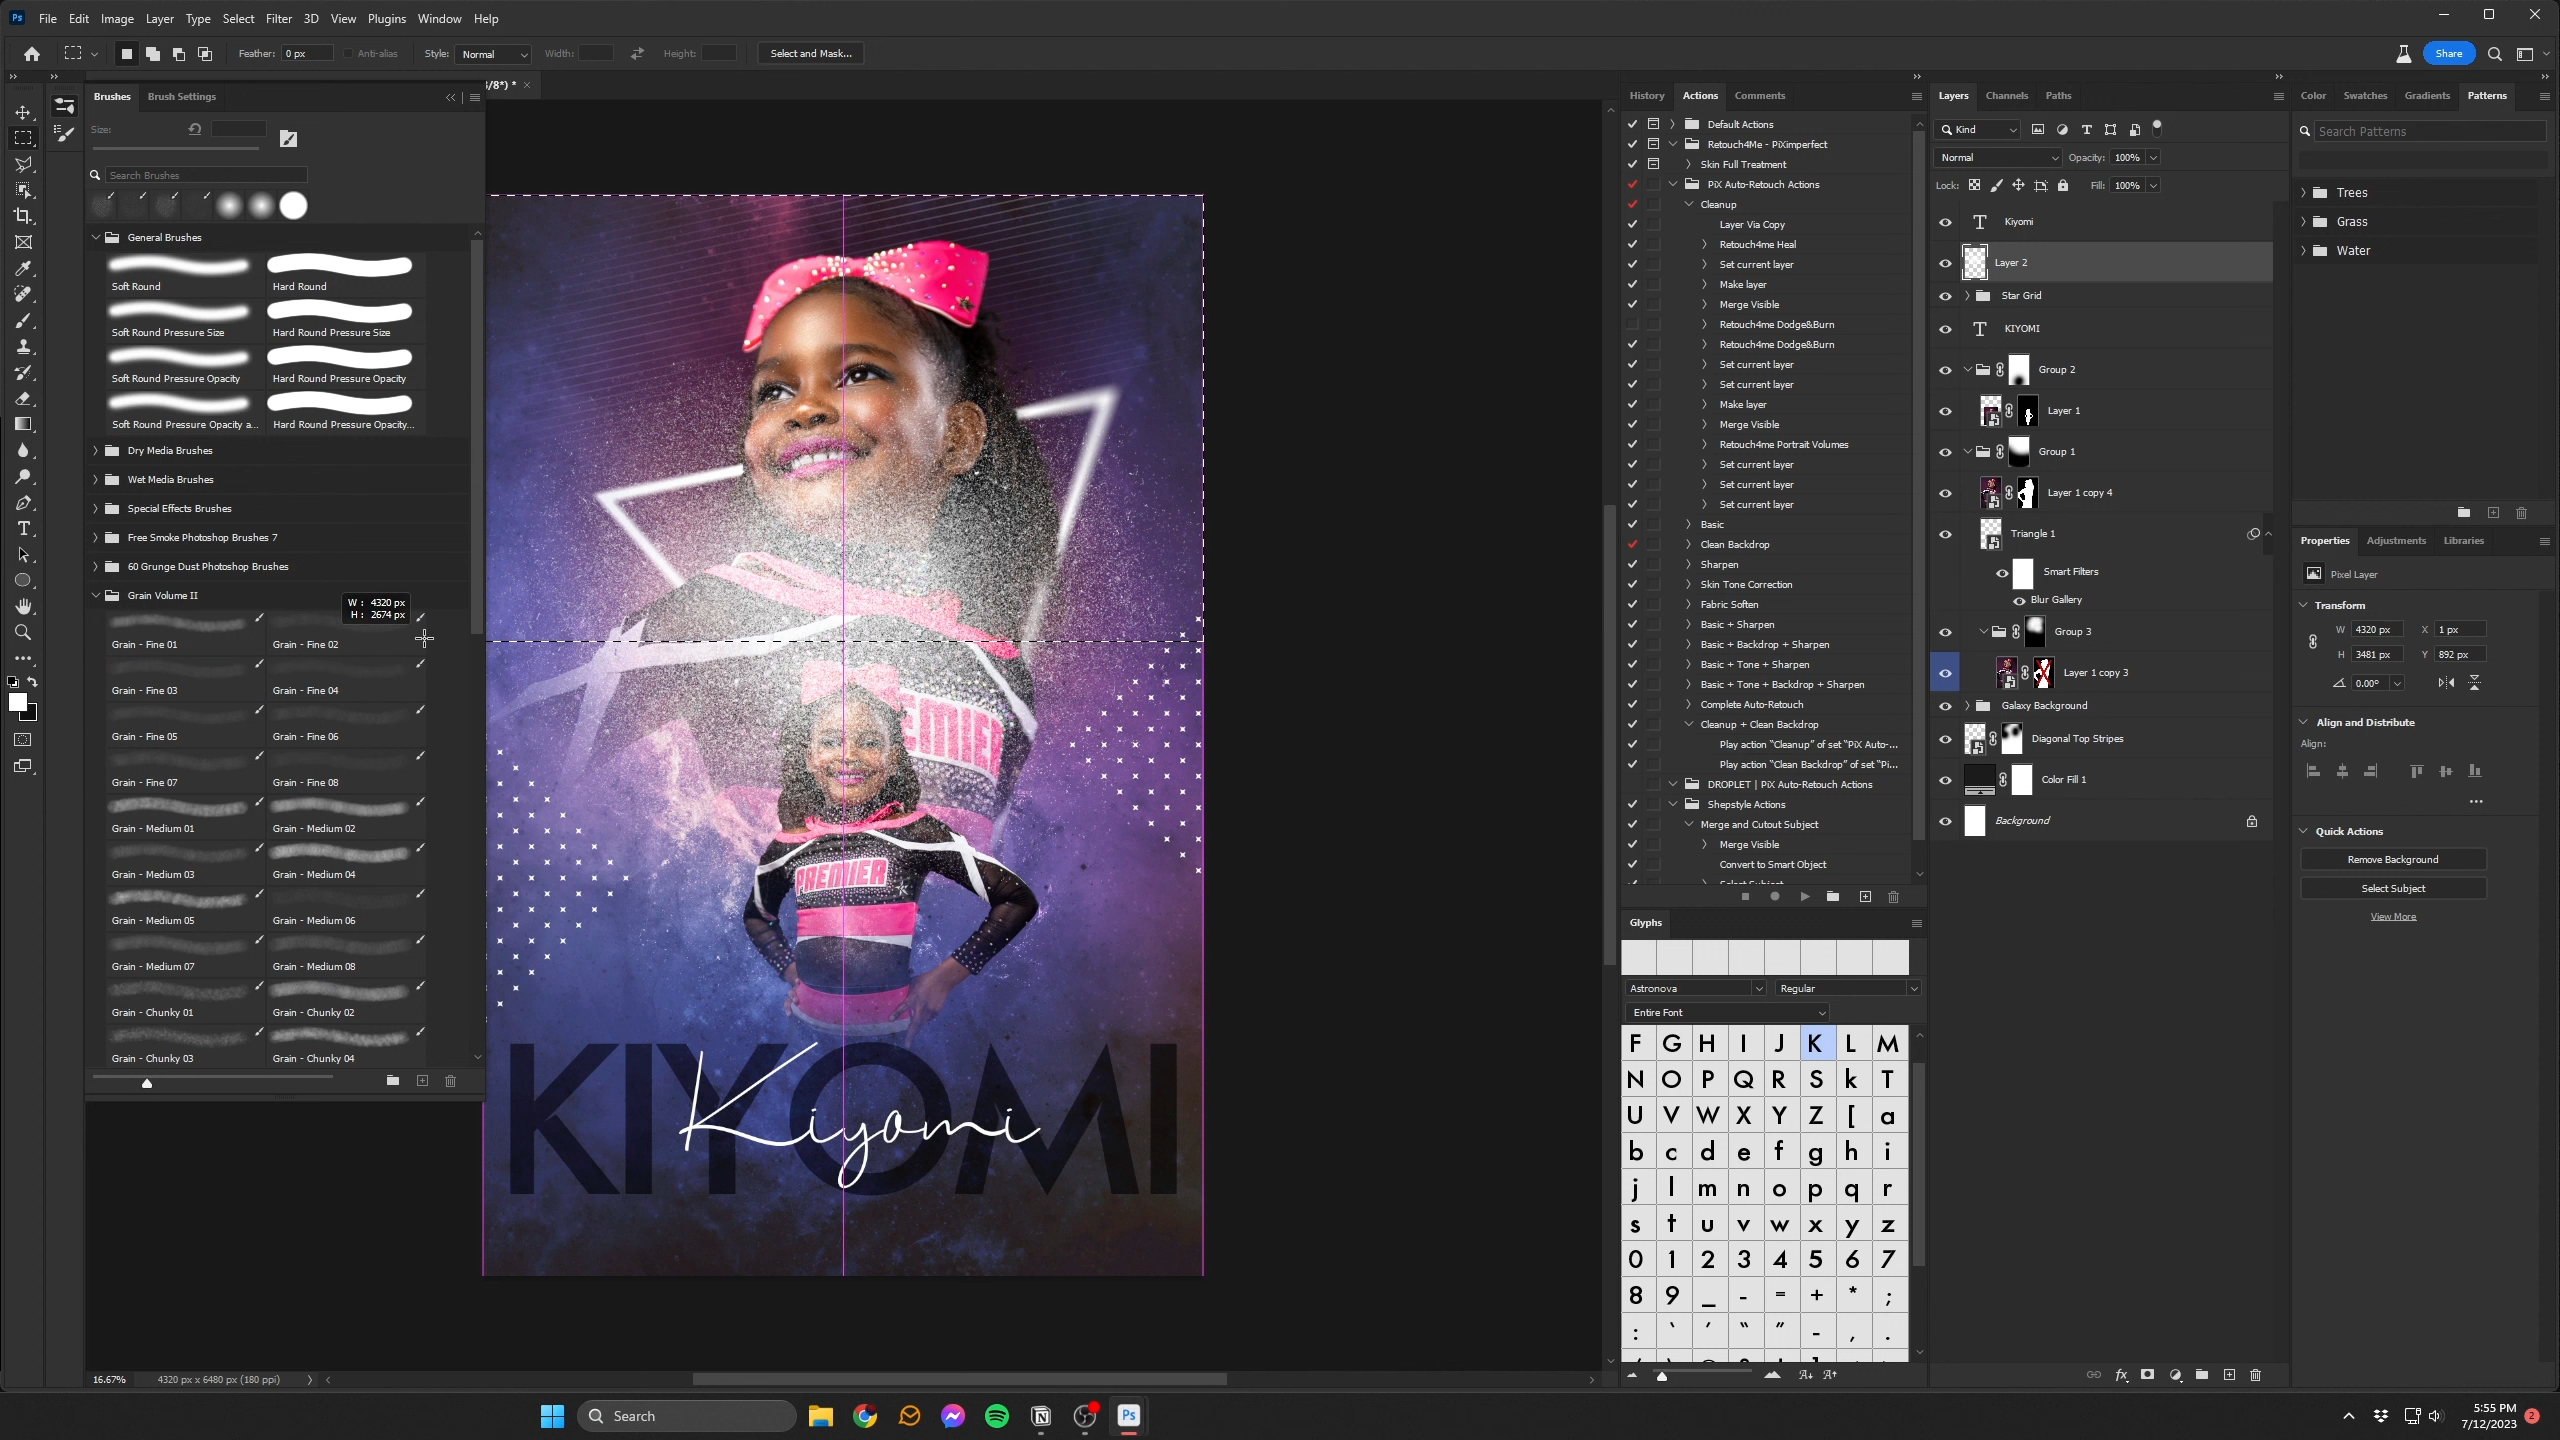 Ps File Edit Image Layer Type Select Filter 3D View Plugins Window Help
Feather: 0 px Anti-alias Style: Normal Width: Height: Select and Mask... Share
/8*) * ×
Brushes Brush Settings
Size:
Search Brushes
General Brushes
Soft Round Hard Round
Soft Round Pressure Size Hard Round Pressure Size
Soft Round Pressure Opacity Hard Round Pressure Opacity
Soft Round Pressure Opacity a... Hard Round Pressure Opacity...
Dry Media Brushes
Wet Media Brushes
Special Effects Brushes
Free Smoke Photoshop Brushes 7
60 Grunge Dust Photoshop Brushes
Grain Volume II
W : 4320 px
H : 2674 px
Grain - Fine 01 Grain - Fine 02
Grain - Fine 03 Grain - Fine 04
Grain - Fine 05 Grain - Fine 06
Grain - Fine 07 Grain - Fine 08
Grain - Medium 01 Grain - Medium 02
Grain - Medium 03 Grain - Medium 04
Grain - Medium 05 Grain - Medium 06
Grain - Medium 07 Grain - Medium 08
Grain - Chunky 01 Grain - Chunky 02
Grain - Chunky 03 Grain - Chunky 04
PREMIER
PREMIER
KIYOMI
Kiyomi
16.67% 4320 px x 6480 px (180 ppi)
History Actions Comments
Default Actions
Retouch4Me - PiXimperfect
Skin Full Treatment
PiX Auto-Retouch Actions
Cleanup
Layer Via Copy
Retouch4me Heal
Set current layer
Make layer
Merge Visible
Retouch4me Dodge&Burn
Retouch4me Dodge&Burn
Set current layer
Set current layer
Make layer
Merge Visible
Retouch4me Portrait Volumes
Set current layer
Set current layer
Set current layer
Basic
Clean Backdrop
Sharpen
Skin Tone Correction
Fabric Soften
Basic + Sharpen
Basic + Backdrop + Sharpen
Basic + Tone + Sharpen
Basic + Tone + Backdrop + Sharpen
Complete Auto-Retouch
Cleanup + Clean Backdrop
Play action “Cleanup” of set “PiX Auto-...
Play action “Clean Backdrop” of set “Pi...
DROPLET | PiX Auto-Retouch Actions
Shepstyle Actions
Merge and Cutout Subject
Merge Visible
Convert to Smart Object
Select Subject
Glyphs
Astronova Regular
Entire Font
F G H I J K L M
N O P Q R S k T
U V W X Y Z [ a
b c d e f g h i
j l m n o p q r
s t u v w x y z
0 1 2 3 4 5 6 7
8 9 _ - = + * ;
: ‘ ’ “ ” - , .
Layers Channels Paths
Kind
Normal Opacity: 100%
Lock: Fill: 100%
Kiyomi
Layer 2
Star Grid
KIYOMI
Group 2
Layer 1
Group 1
Layer 1 copy 4
Triangle 1
Smart Filters
Blur Gallery
Group 3
Layer 1 copy 3
Galaxy Background
Diagonal Top Stripes
Color Fill 1
Background
fx
Color Swatches Gradients Patterns
Search Patterns
Trees
Grass
Water
Properties Adjustments Libraries
Pixel Layer
Transform
W 4320 px X 1 px
H 3481 px Y 892 px
0.00°
Align and Distribute
Align:
Quick Actions
Remove Background
Select Subject
View More
Search
Ps
5:55 PM
7/12/2023
2